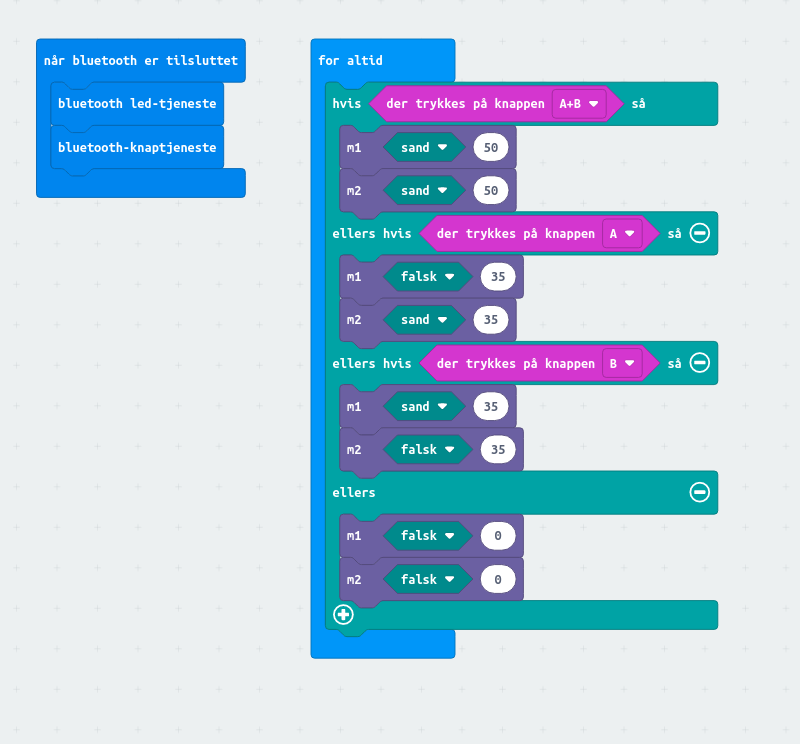 når bluetooth er tilsluttet
bluetooth led-tjeneste
bluetooth-knaptjeneste
for altid
hvis der trykkes på knappen A+B så
m1 sand 50
m2 sand 50
ellers hvis der trykkes på knappen A så
m1 falsk 35
m2 sand 35
ellers hvis der trykkes på knappen B så
m1 sand 35
m2 falsk 35
ellers
m1 falsk 0
m2 falsk 0